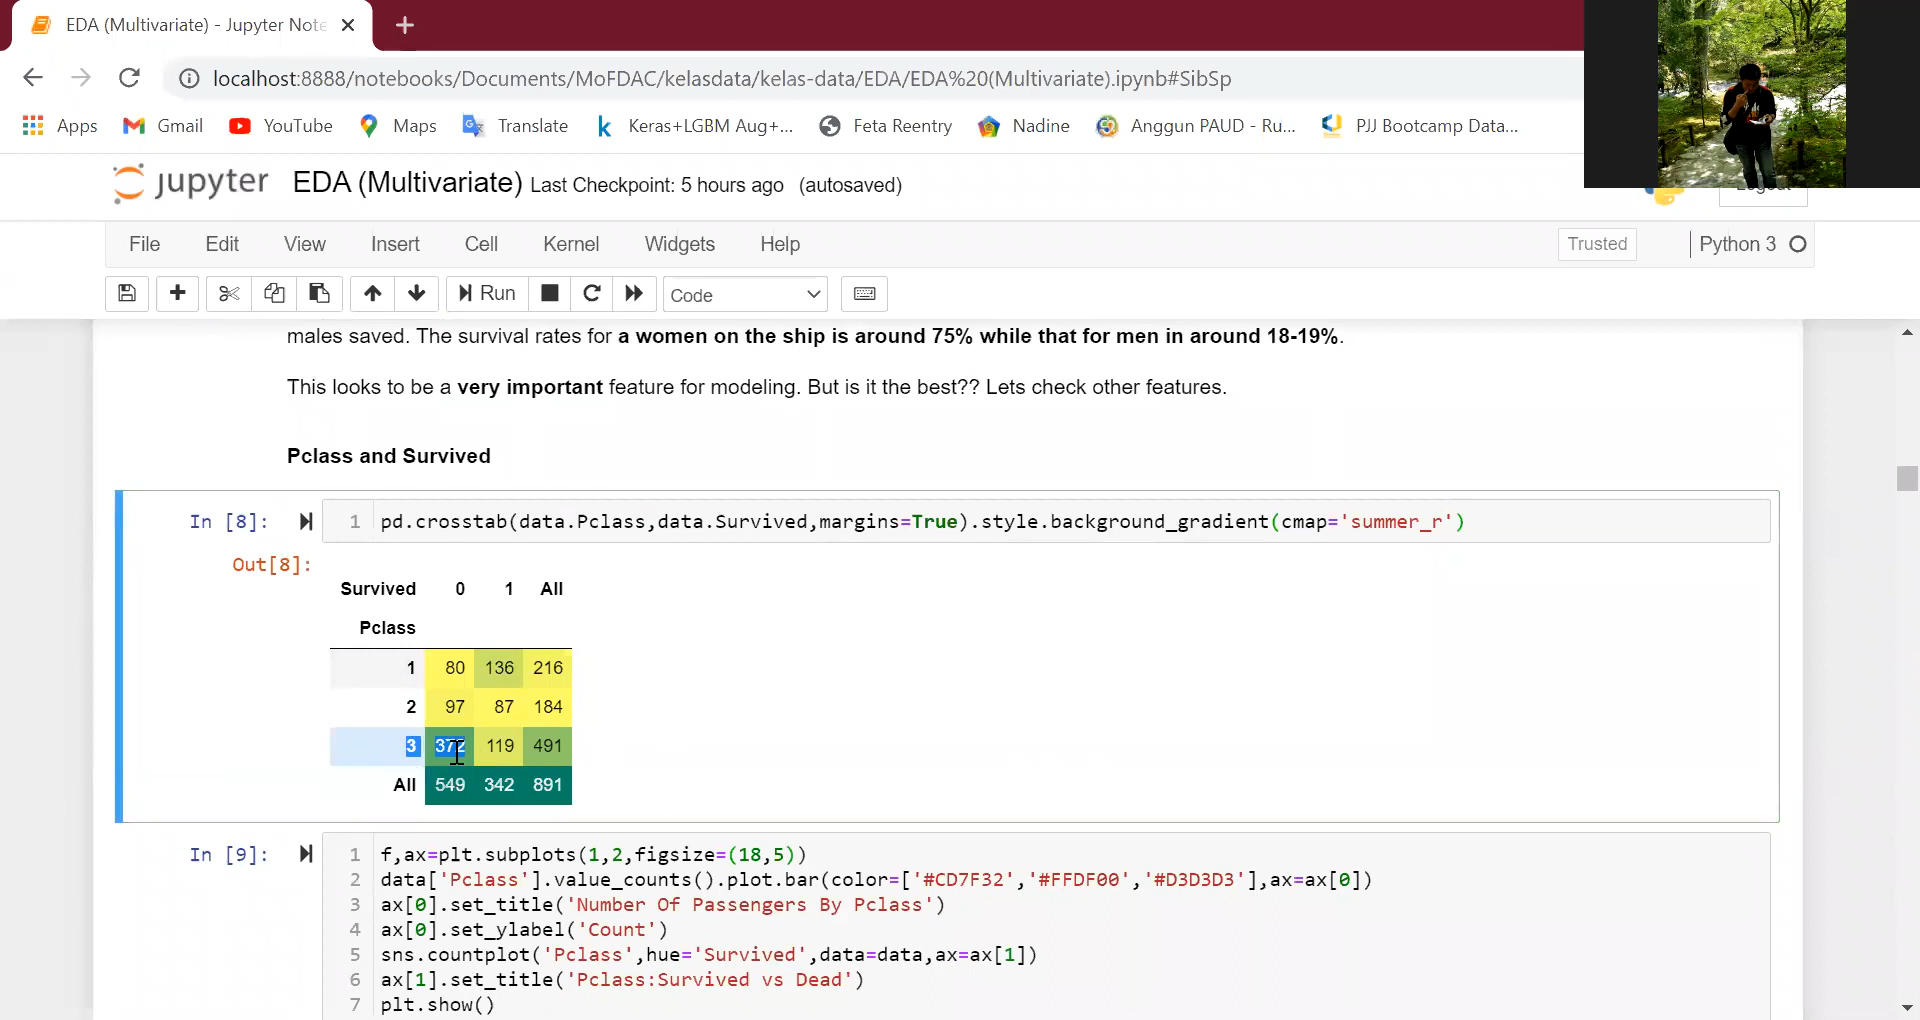 EDA (Multivariate) - Jupyter Note
localhost:8888/notebooks/Documents/MoFDAC/kelasdata/kelas-data/EDA/EDA%20(Multivariate).ipynb#SibSp
Apps Gmail YouTube Maps Translate Keras+LGBM Aug+... Feta Reentry Nadine Anggun PAUD - Ru... PJJ Bootcamp Data...
jupyter EDA (Multivariate) Last Checkpoint: 5 hours ago (autosaved) Logout
File Edit View Insert Cell Kernel Widgets Help Trusted Python 3
Run Code
males saved. The survival rates for a women on the ship is around 75% while that for men in around 18-19%.
This looks to be a very important feature for modeling. But is it the best?? Lets check other features.
Pclass and Survived
In [8]: 1 pd.crosstab(data.Pclass,data.Survived,margins=True).style.background_gradient(cmap='summer_r')
Out[8]:
Survived 0 1 All
Pclass
1 80 136 216
2 97 87 184
3 372 119 491
All 549 342 891
In [9]: 1 f,ax=plt.subplots(1,2,figsize=(18,5))
2 data['Pclass'].value_counts().plot.bar(color=['#CD7F32','#FFDF00','#D3D3D3'],ax=ax[0])
3 ax[0].set_title('Number Of Passengers By Pclass')
4 ax[0].set_ylabel('Count')
5 sns.countplot('Pclass',hue='Survived',data=data,ax=ax[1])
6 ax[1].set_title('Pclass:Survived vs Dead')
7 plt.show()